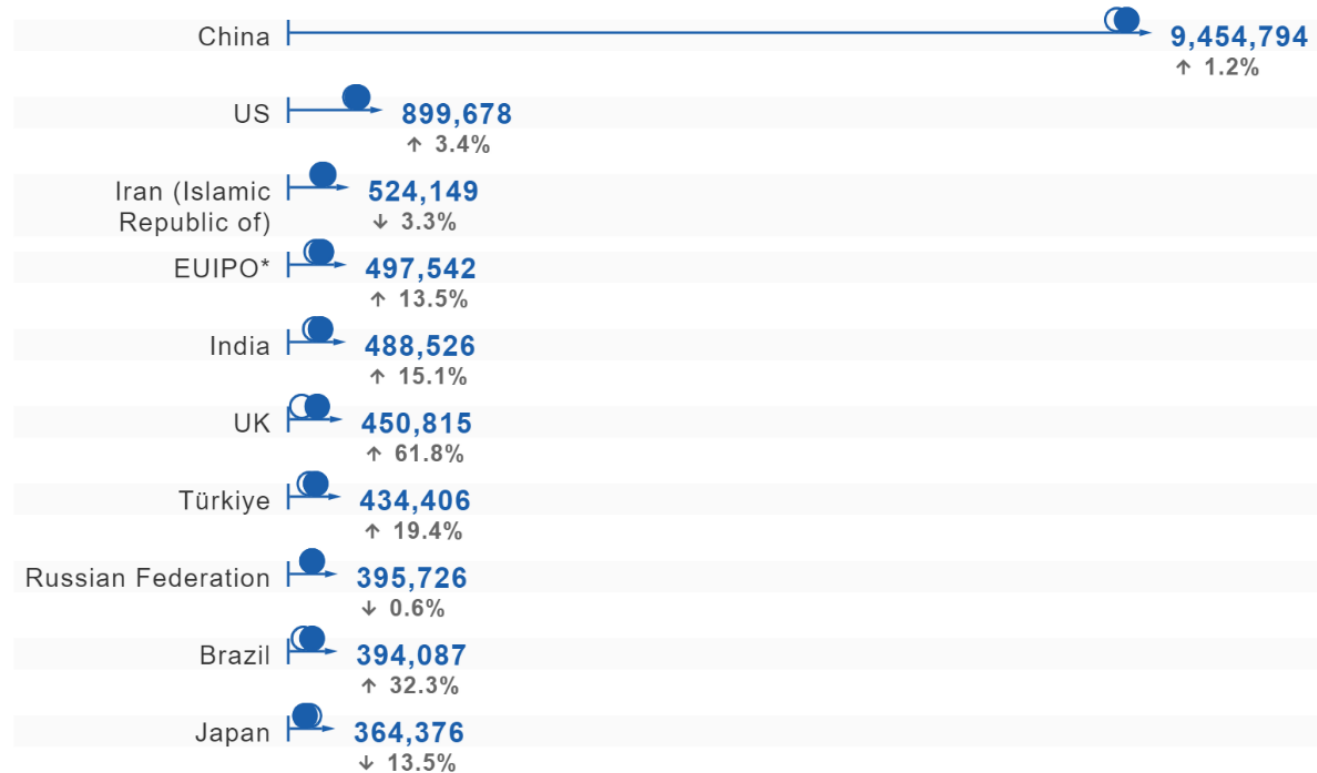 China
9,454,794
↑ 1.2%
US
899,678
↑ 3.4%
Iran (Islamic
Republic of)
524,149
↓ 3.3%
EUIPO*
497,542
↑ 13.5%
India
488,526
↑ 15.1%
UK
450,815
↑ 61.8%
Türkiye
434,406
↑ 19.4%
Russian Federation
395,726
↓ 0.6%
Brazil
394,087
↑ 32.3%
Japan
364,376
↓ 13.5%